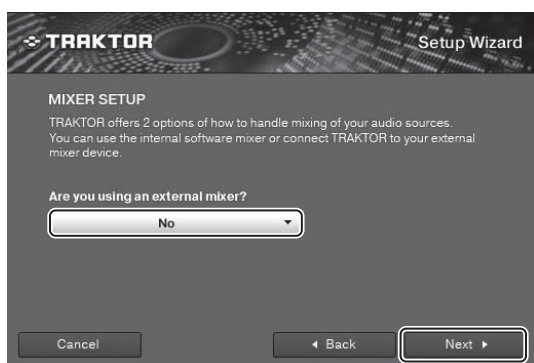 TRAKTOR
Setup Wizard
MIXER SETUP
TRAKTOR offers 2 options of how to handle mixing of your audio sources.
You can use the internal software mixer or connect TRAKTOR to your external
mixer device.
Are you using an external mixer?
No
Cancel
Back
Next